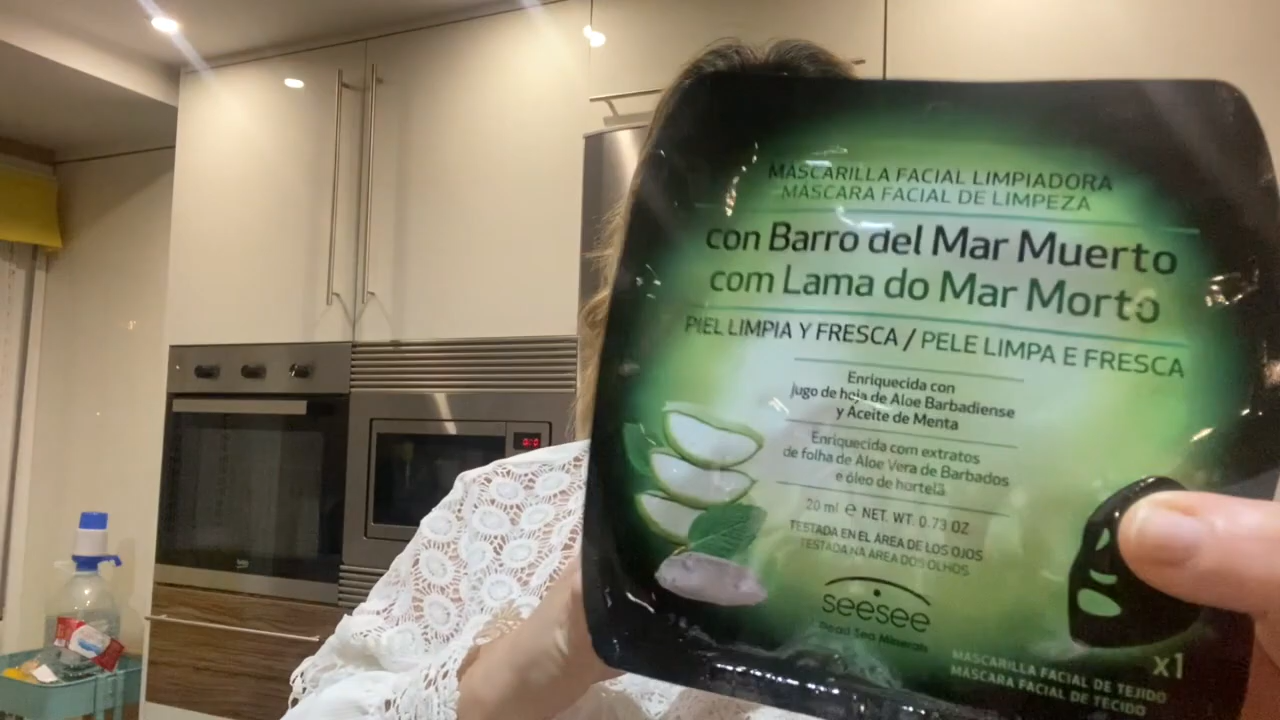 MASCARILLA FACIAL LIMPIADORA
MÁSCARA FACIAL DE LIMPEZA
con Barro del Mar Muerto
com Lama do Mar Morto
PIEL LIMPIA Y FRESCA / PELE LIMPA E FRESCA
Enriquecida con
jugo de hoja de Aloe Barbadiense
y Aceite de Menta
Enriquecida com extratos
de folha de Aloe Vera de Barbados
e óleo de hortelã
20 ml e NET. WT. 0.73 OZ
TESTADA EN EL ÁREA DE LOS OJOS
TESTADA NA ÁREA DOS OLHOS
seesee
Dead Sea Minerals
x1
MASCARILLA FACIAL DE TEJIDO
MÁSCARA FACIAL DE TECIDO
beko